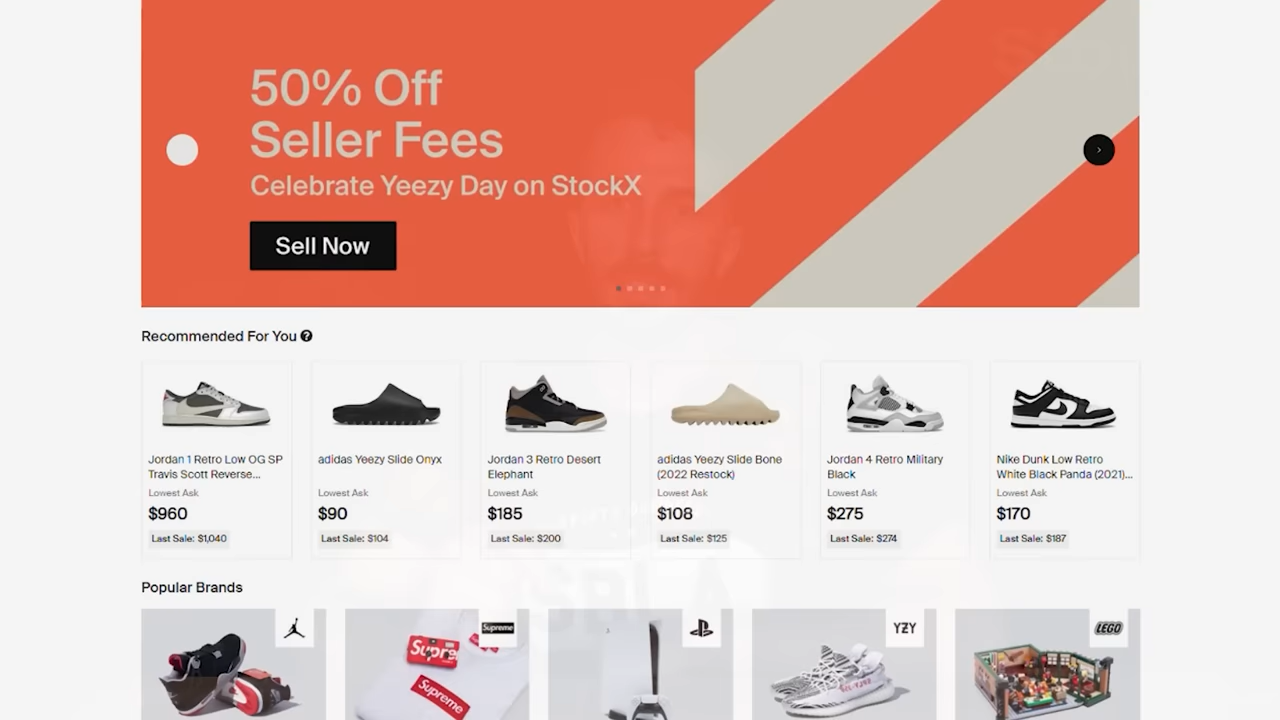 50% Off
Seller Fees
Celebrate Yeezy Day on StockX
Sell Now
Recommended For You
Jordan 1 Retro Low OG SP
Travis Scott Reverse...
Lowest Ask
$960
Last Sale: $1,040
adidas Yeezy Slide Onyx
Lowest Ask
$90
Last Sale: $104
Jordan 3 Retro Desert
Elephant
Lowest Ask
$185
Last Sale: $200
adidas Yeezy Slide Bone
(2022 Restock)
Lowest Ask
$108
Last Sale: $125
Jordan 4 Retro Military
Black
Lowest Ask
$275
Last Sale: $274
Nike Dunk Low Retro
White Black Panda (2021)...
Lowest Ask
$170
Last Sale: $187
Popular Brands
Supreme
YZY
LEGO
Supreme